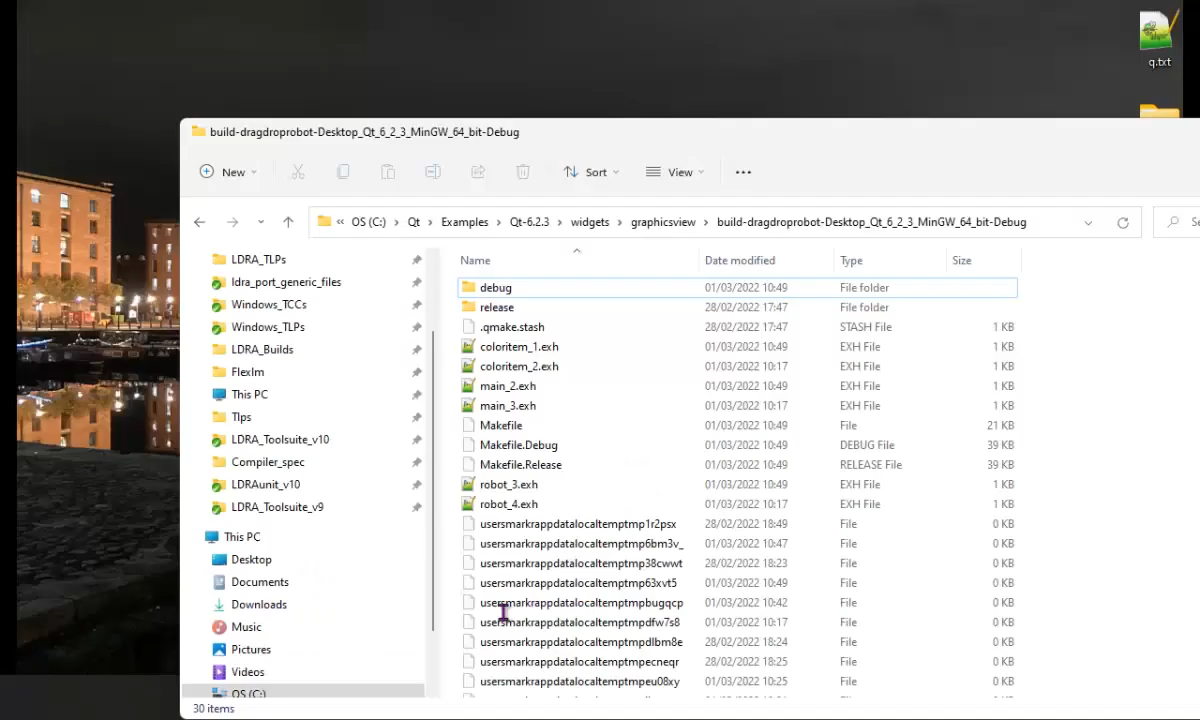 q.txt
build-dragdroprobot-Desktop_Qt_6_2_3_MinGW_64_bit-Debug
New Sort View
« OS (C:) > Qt > Examples > Qt-6.2.3 > widgets > graphicsview > build-dragdroprobot-Desktop_Qt_6_2_3_MinGW_64_bit-Debug
LDRA_TLPs
ldra_port_generic_files
Windows_TCCs
Windows_TLPs
LDRA_Builds
Flexlm
This PC
Tlps
LDRA_Toolsuite_v10
Compiler_spec
LDRAunit_v10
LDRA_Toolsuite_v9
This PC
Desktop
Documents
Downloads
Music
Pictures
Videos
OS (C:)
Name Date modified Type Size
debug 01/03/2022 10:49 File folder
release 28/02/2022 17:47 File folder
.qmake.stash 28/02/2022 17:47 STASH File 1 KB
coloritem_1.exh 01/03/2022 10:49 EXH File 1 KB
coloritem_2.exh 01/03/2022 10:17 EXH File 1 KB
main_2.exh 01/03/2022 10:49 EXH File 1 KB
main_3.exh 01/03/2022 10:17 EXH File 1 KB
Makefile 01/03/2022 10:49 File 21 KB
Makefile.Debug 01/03/2022 10:49 DEBUG File 39 KB
Makefile.Release 01/03/2022 10:49 RELEASE File 39 KB
robot_3.exh 01/03/2022 10:49 EXH File 1 KB
robot_4.exh 01/03/2022 10:17 EXH File 1 KB
usersmarkrappdatalocaltemptmp1r2psx 28/02/2022 18:49 File 0 KB
usersmarkrappdatalocaltemptmp6bm3v_ 01/03/2022 10:47 File 0 KB
usersmarkrappdatalocaltemptmp38cwwt 28/02/2022 18:23 File 0 KB
usersmarkrappdatalocaltemptmp63xvt5 01/03/2022 10:49 File 0 KB
usersmarkrappdatalocaltemptmpbugqcp 01/03/2022 10:42 File 0 KB
usersmarkrappdatalocaltemptmpdfw7s8 01/03/2022 10:17 File 0 KB
usersmarkrappdatalocaltemptmpdlbm8e 28/02/2022 18:24 File 0 KB
usersmarkrappdatalocaltemptmpecneqr 28/02/2022 18:25 File 0 KB
usersmarkrappdatalocaltemptmpeu08xy 01/03/2022 10:25 File 0 KB
30 items